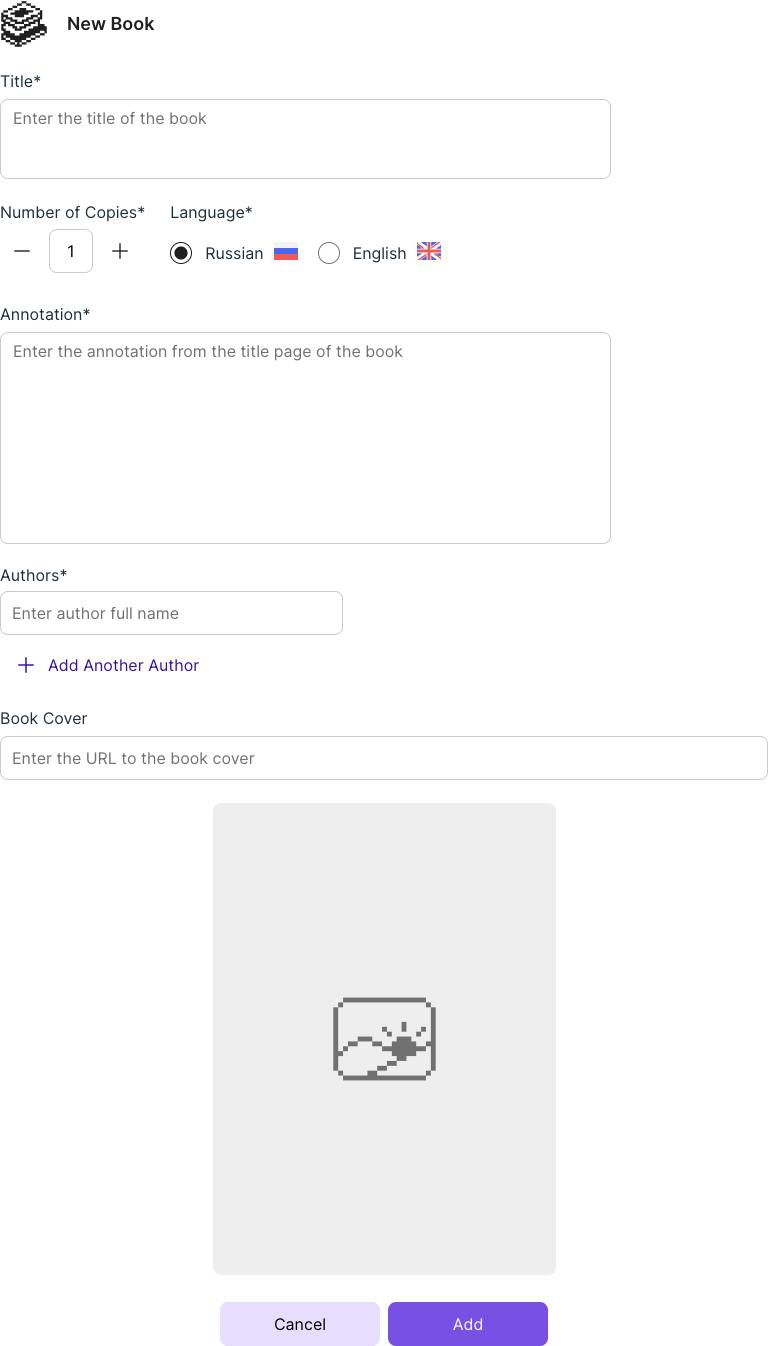 New Book
Title*
Enter the title of the book
Number of Copies* Language*
1 Russian English
Annotation*
Enter the annotation from the title page of the book
Authors*
Enter author full name
Add Another Author
Book Cover
Enter the URL to the book cover
Cancel Add